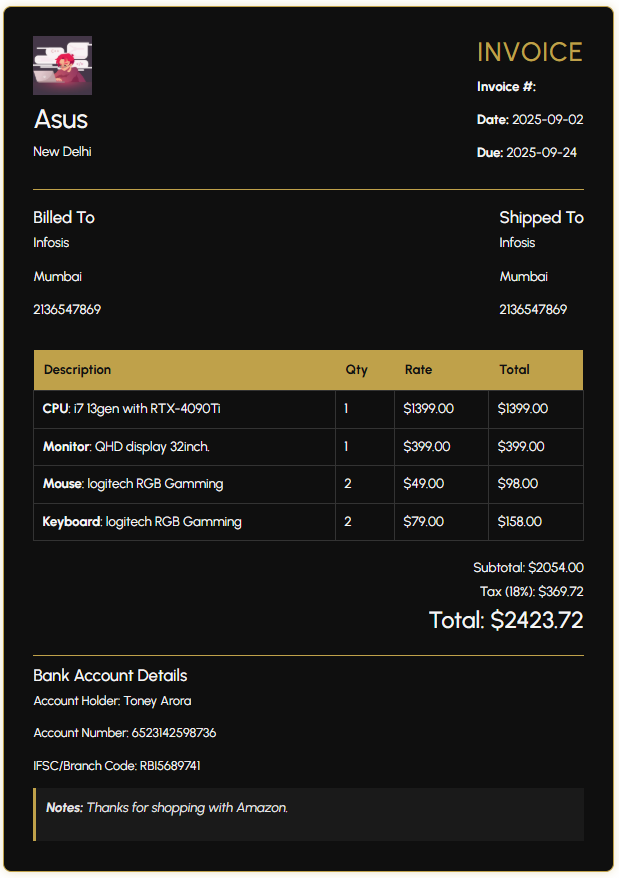 INVOICE
Invoice #:
Asus
Date: 2025-09-02
New Delhi
Due: 2025-09-24
Billed To
Infosis
Mumbai
2136547869
Shipped To
Infosis
Mumbai
2136547869
Description Qty Rate Total
CPU: i7 13gen with RTX-4090Ti 1 $1399.00 $1399.00
Monitor: QHD display 32inch. 1 $399.00 $399.00
Mouse: logitech RGB Gamming 2 $49.00 $98.00
Keyboard: logitech RGB Gamming 2 $79.00 $158.00
Subtotal: $2054.00
Tax (18%): $369.72
Total: $2423.72
Bank Account Details
Account Holder: Toney Arora
Account Number: 6523142598736
IFSC/Branch Code: RBI5689741
Notes: Thanks for shopping with Amazon.